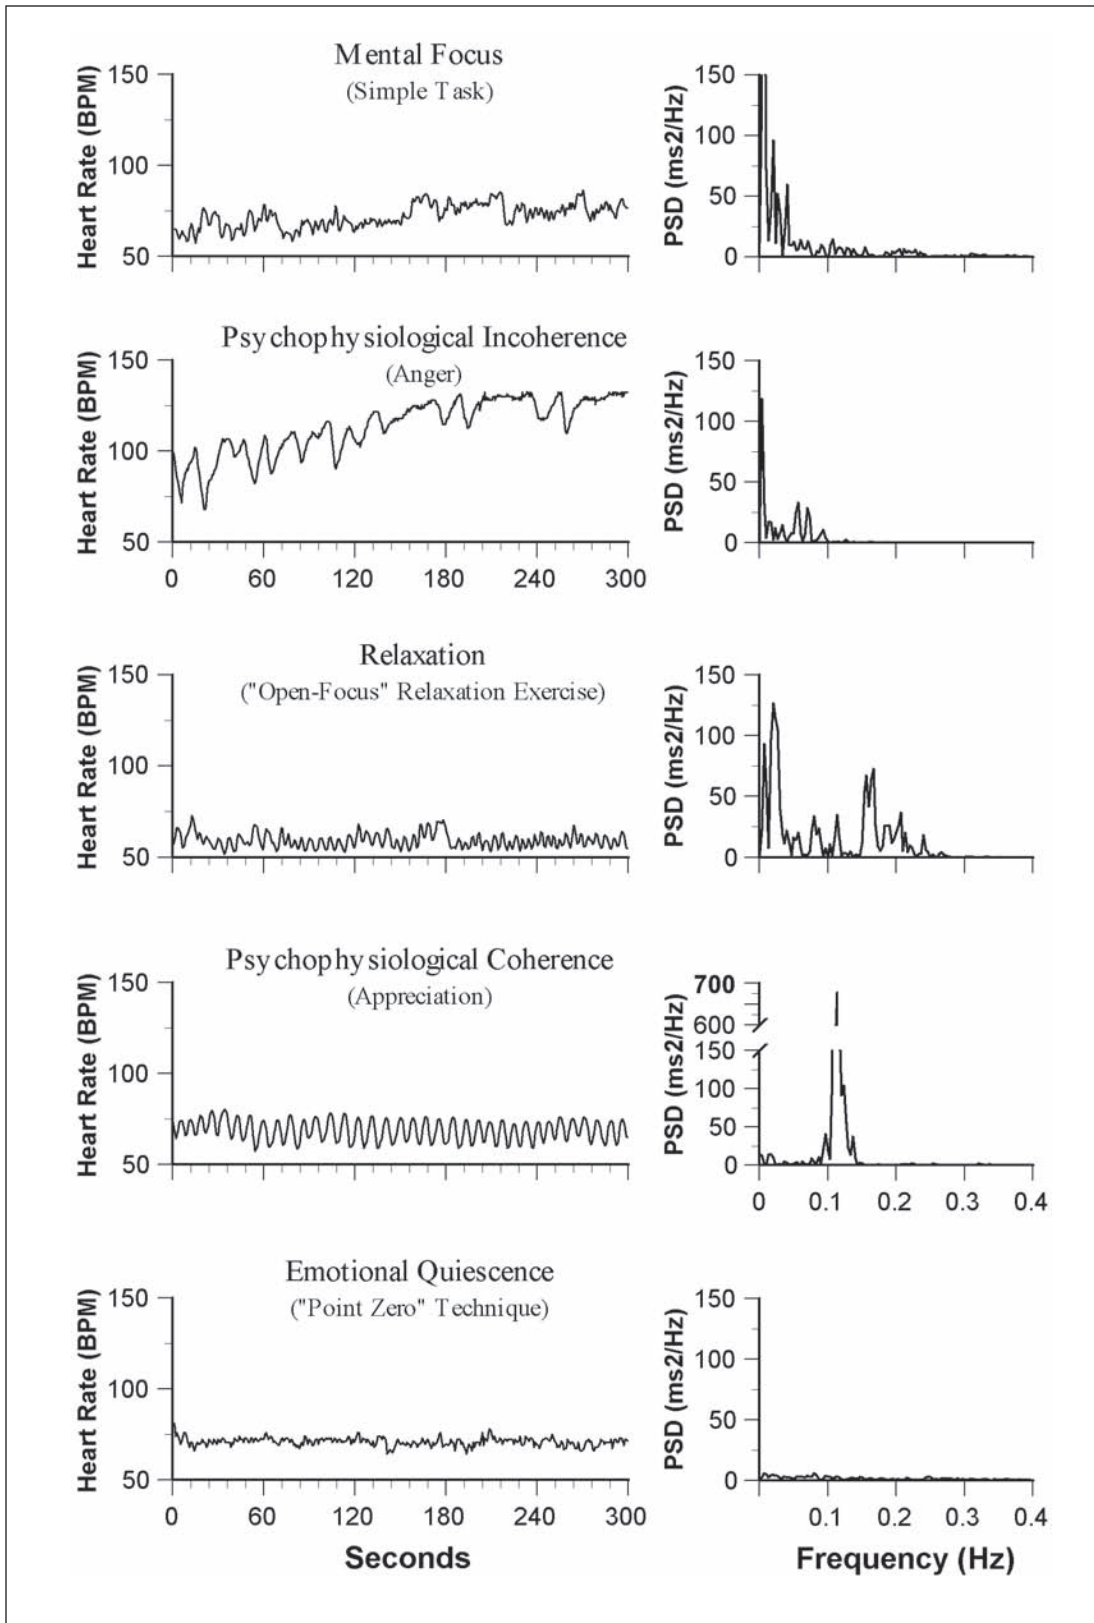 Mental Focus
(Simple Task)
Heart Rate (BPM)
150
100
50
PSD (ms2/Hz)
150
100
50
0
Psychophysiological Incoherence
(Anger)
Heart Rate (BPM)
150
100
50
0 60 120 180 240 300
PSD (ms2/Hz)
150
100
50
0
Relaxation
("Open-Focus" Relaxation Exercise)
Heart Rate (BPM)
150
100
50
PSD (ms2/Hz)
150
100
50
0
Psychophysiological Coherence
(Appreciation)
Heart Rate (BPM)
150
100
50
PSD (ms2/Hz)
700
600
150
100
50
0
0 0.1 0.2 0.3 0.4
Emotional Quiescence
("Point Zero" Technique)
Heart Rate (BPM)
150
100
50
0 60 120 180 240 300
Seconds
PSD (ms2/Hz)
150
100
50
0
0.1 0.2 0.3 0.4
Frequency (Hz)